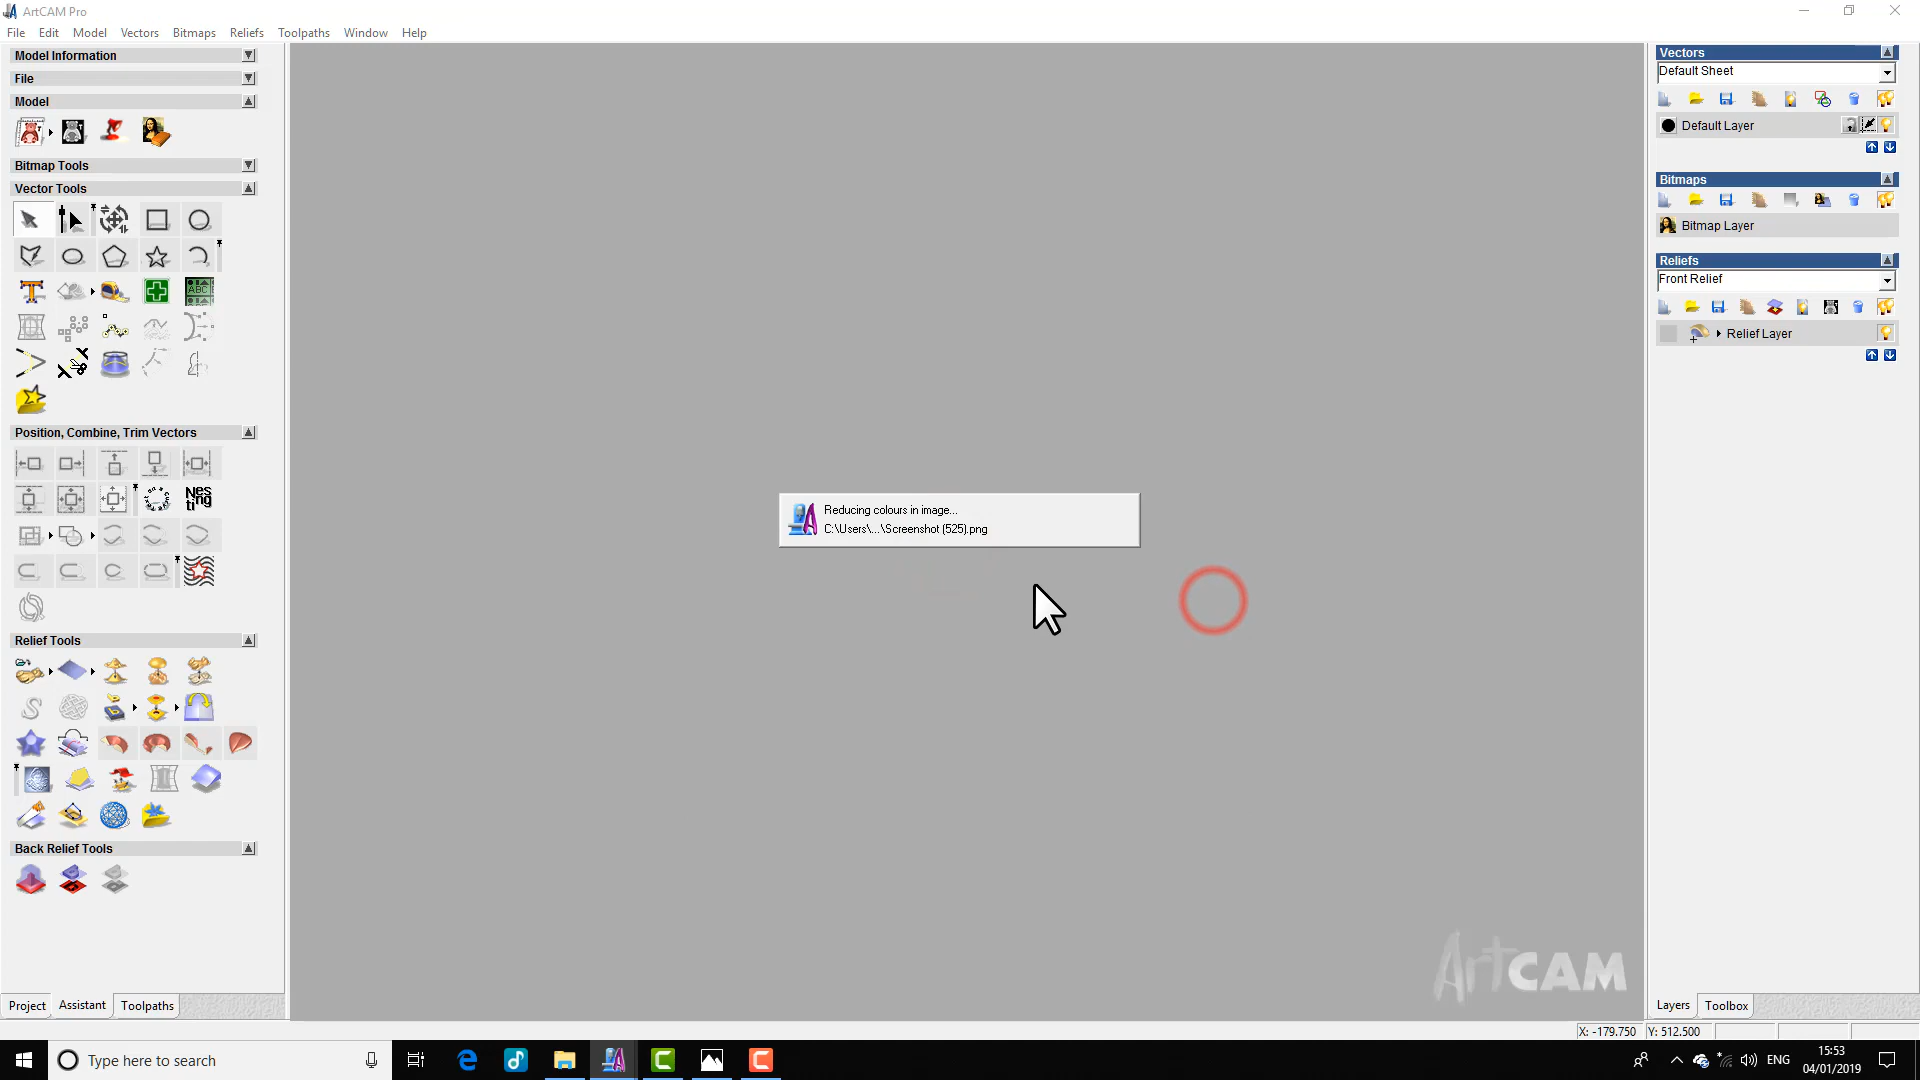 ArtCAM Pro
File Edit Model Vectors Bitmaps Reliefs Toolpaths Window Help
Model Information
File
Model
Bitmap Tools
Vector Tools
ABC
Position, Combine, Trim Vectors
Nes
ting
Relief Tools
Back Relief Tools
Project Assistant Toolpaths
Reducing colours in image...
C:\Users\...\Screenshot (525).png
ArtCAM
Vectors
Default Sheet
Default Layer
Bitmaps
Bitmap Layer
Reliefs
Front Relief
Relief Layer
Layers Toolbox
X: -179.750 Y: 512.500
Type here to search
ENG
15:53
04/01/2019